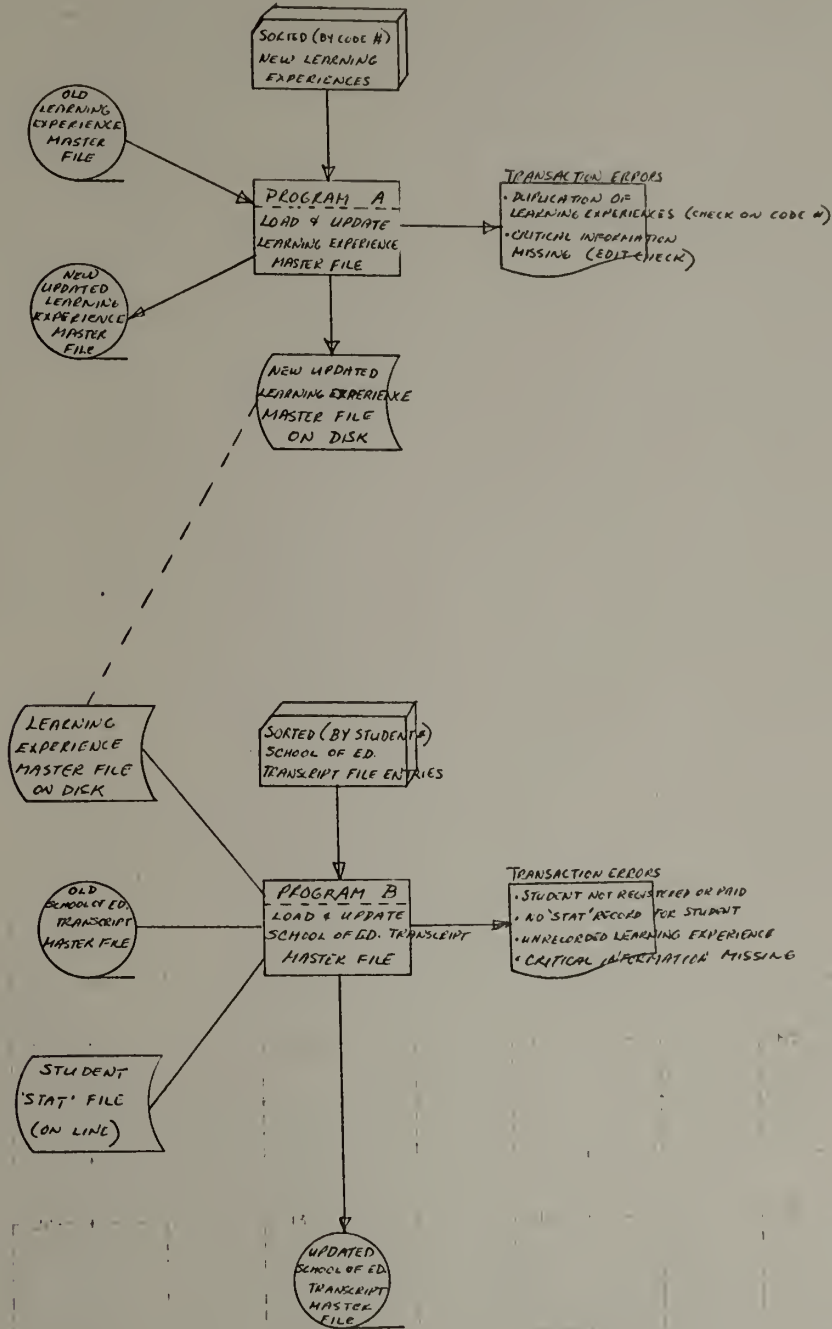 SORTED (BY CODE #)
NEW LEARNING
EXPERIENCES
OLD
LEARNING
EXPERIENCE
MASTER
FILE
PROGRAM A
LOAD & UPDATE
LEARNING EXPERIENCE
MASTER FILE
TRANSACTION ERRORS
• DUPLICATION OF
LEARNING EXPERIENCES (CHECK ON CODE #)
• CRITICAL INFORMATION
MISSING (EDIT CHECK)
NEW
UPDATED
LEARNING
EXPERIENCE
MASTER
FILE
NEW UPDATED
LEARNING EXPERIENCE
MASTER FILE
ON DISK
LEARNING
EXPERIENCE
MASTER FILE
ON DISK
SORTED (BY STUDENT #)
SCHOOL OF ED.
TRANSCRIPT FILE ENTRIES
OLD
SCHOOL OF ED.
TRANSCRIPT
MASTER FILE
PROGRAM B
LOAD & UPDATE
SCHOOL OF ED. TRANSCRIPT
MASTER FILE
TRANSACTION ERRORS
• STUDENT NOT REGISTERED OR PAID
• NO 'STAT' RECORD FOR STUDENT
• UNRECORDED LEARNING EXPERIENCE
• CRITICAL INFORMATION MISSING
STUDENT
'STAT' FILE
(ON LINE)
UPDATED
SCHOOL OF ED.
TRANSCRIPT
MASTER
FILE